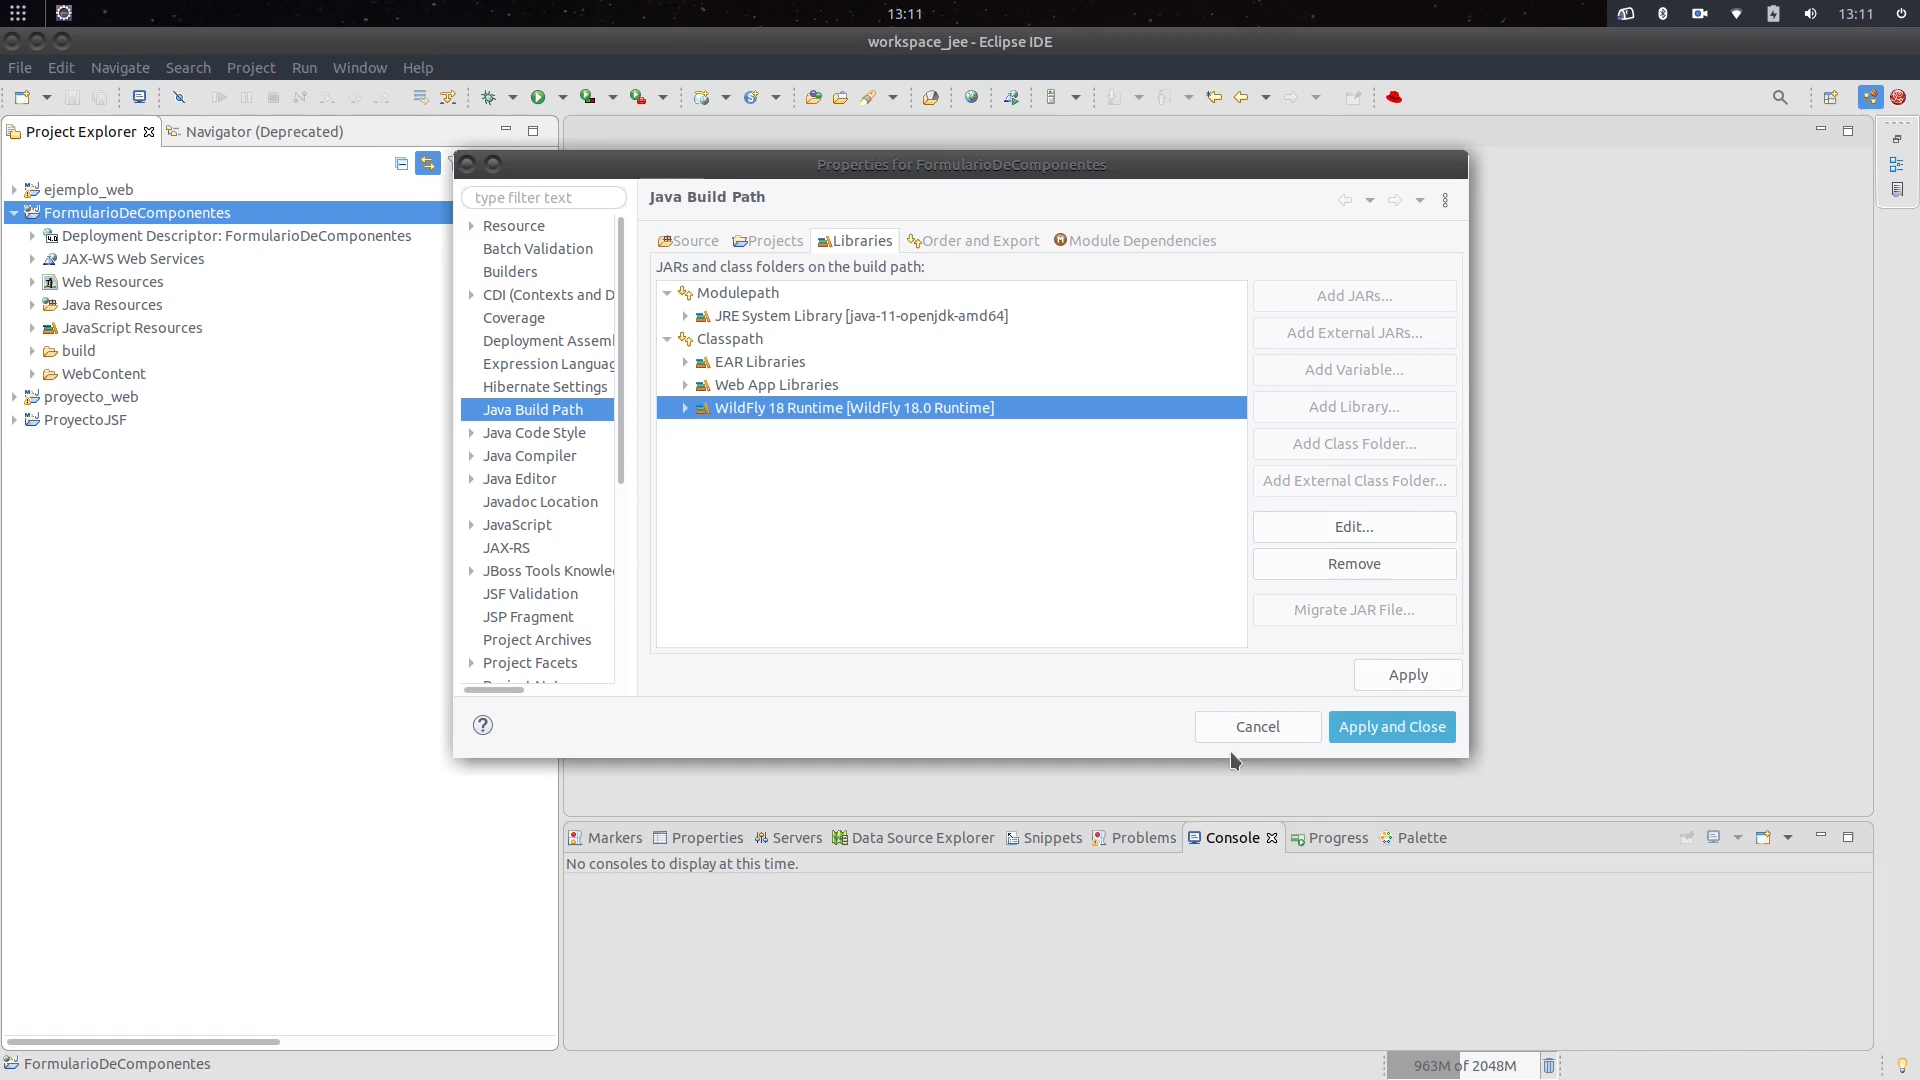 13:11
13:11
workspace_jee - Eclipse IDE
File Edit Navigate Search Project Run Window Help
Project Explorer
Navigator (Deprecated)
ejemplo_web
FormularioDeComponentes
Deployment Descriptor: FormularioDeComponentes
JAX-WS Web Services
Web Resources
Java Resources
JavaScript Resources
build
WebContent
proyecto_web
ProyectoJSF
Properties for FormularioDeComponentes
type filter text
Resource
Batch Validation
Builders
CDI (Contexts and D
Coverage
Deployment Assem
Expression Languag
Hibernate Settings
Java Build Path
Java Code Style
Java Compiler
Java Editor
Javadoc Location
JavaScript
JAX-RS
JBoss Tools Knowle
JSF Validation
JSP Fragment
Project Archives
Project Facets
Java Build Path
Source Projects Libraries Order and Export Module Dependencies
JARs and class folders on the build path:
Modulepath
JRE System Library [java-11-openjdk-amd64]
Classpath
EAR Libraries
Web App Libraries
WildFly 18 Runtime [WildFly 18.0 Runtime]
Add JARs...
Add External JARs...
Add Variable...
Add Library...
Add Class Folder...
Add External Class Folder...
Edit...
Remove
Migrate JAR File...
Apply
Cancel
Apply and Close
Markers Properties Servers Data Source Explorer Snippets Problems Console Progress Palette
No consoles to display at this time.
FormularioDeComponentes
963M of 2048M